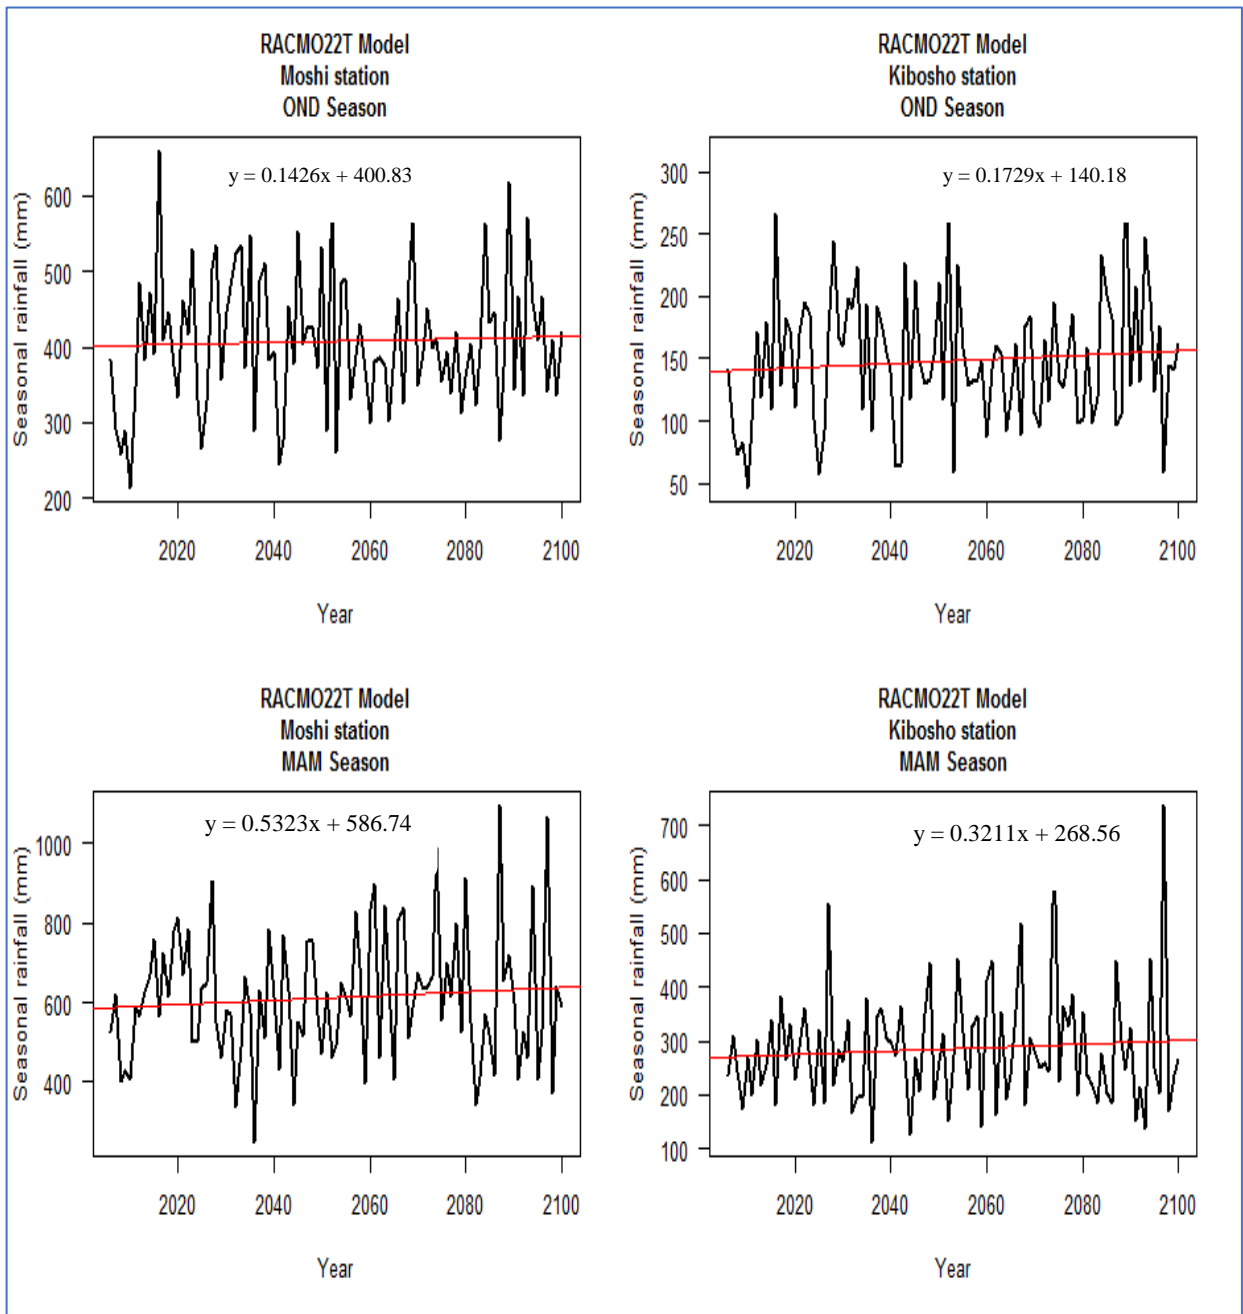 RACMO22T Model
Moshi station
OND Season
y = 0.1426x + 400.83
Seasonal rainfall (mm)
600
500
400
300
200
2020
2040
2060
2080
2100
Year
RACMO22T Model
Kibosho station
OND Season
y = 0.1729x + 140.18
Seasonal rainfall (mm)
300
250
200
150
100
50
2020
2040
2060
2080
2100
Year
RACMO22T Model
Moshi station
MAM Season
y = 0.5323x + 586.74
Seasonal rainfall (mm)
1000
800
600
400
2020
2040
2060
2080
2100
Year
RACMO22T Model
Kibosho station
MAM Season
y = 0.3211x + 268.56
Seasonal rainfall (mm)
700
600
500
400
300
200
100
2020
2040
2060
2080
2100
Year